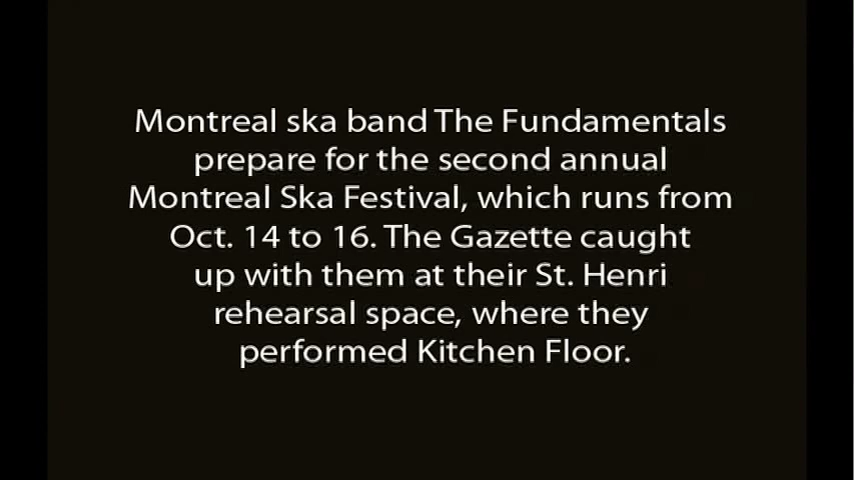 Montreal ska band The Fundamentals
prepare for the second annual
Montreal Ska Festival, which runs from
Oct. 14 to 16. The Gazette caught
up with them at their St. Henri
rehearsal space, where they
performed Kitchen Floor.